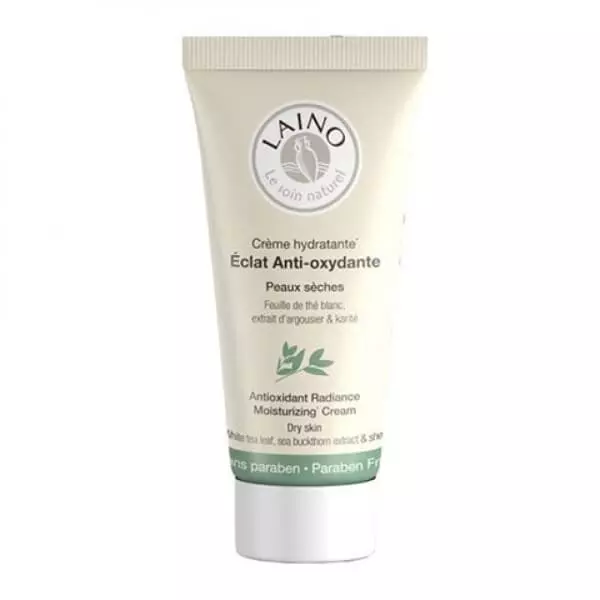 LAINO
Le soin naturel
Crème hydratante*
Éclat Anti-oxydante
Peaux sèches
Feuille de thé blanc,
extrait d'argousier & karité
Antioxidant Radiance
Moisturizing* Cream
Dry skin
White tea leaf, sea buckthorn extract & she
ans paraben • Paraben Fr